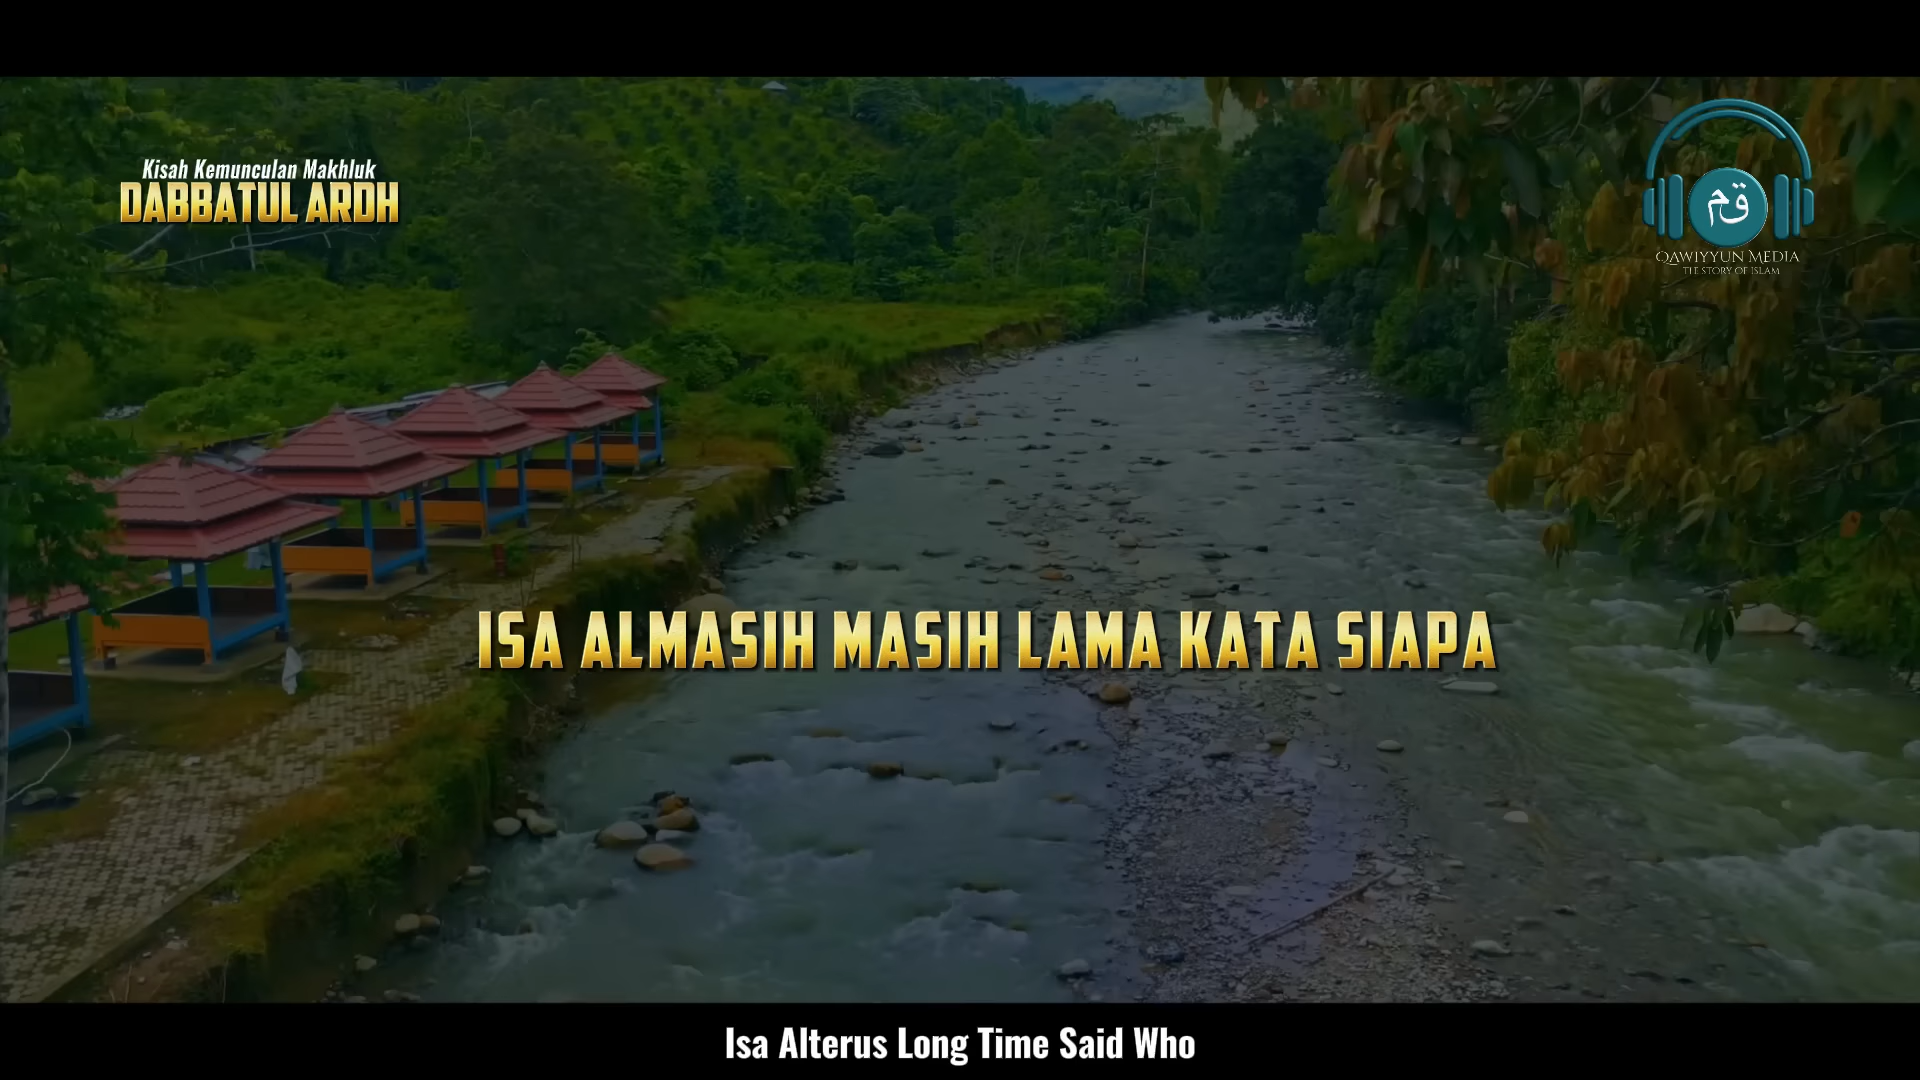 Kisah Kemunculan Makhluk
DABBATUL ARDH
قم
QAWIYYUN MEDIA
THE STORY OF ISLAM
ISA ALMASIH MASIH LAMA KATA SIAPA
Isa Alterus Long Time Said Who